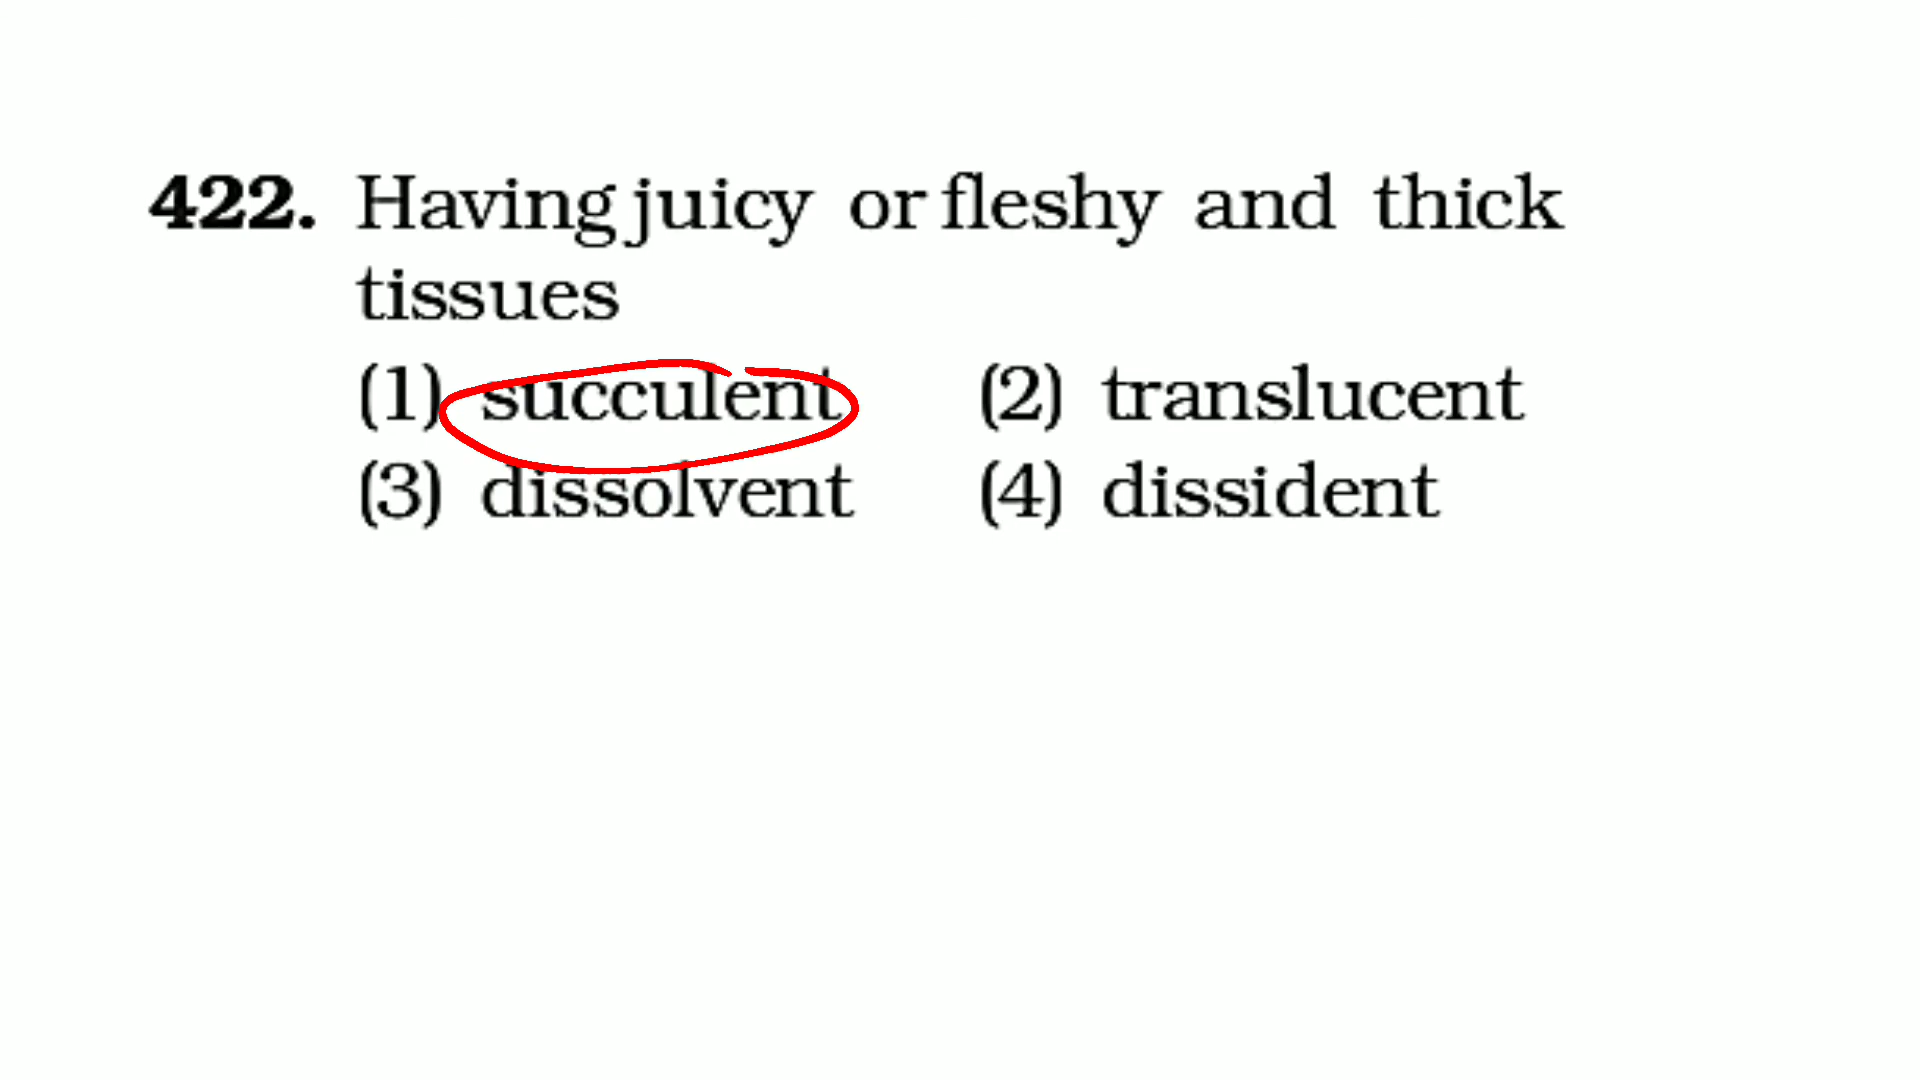 422. Having juicy or fleshy and thick
tissues
(1) succulent (2) translucent
(3) dissolvent (4) dissident